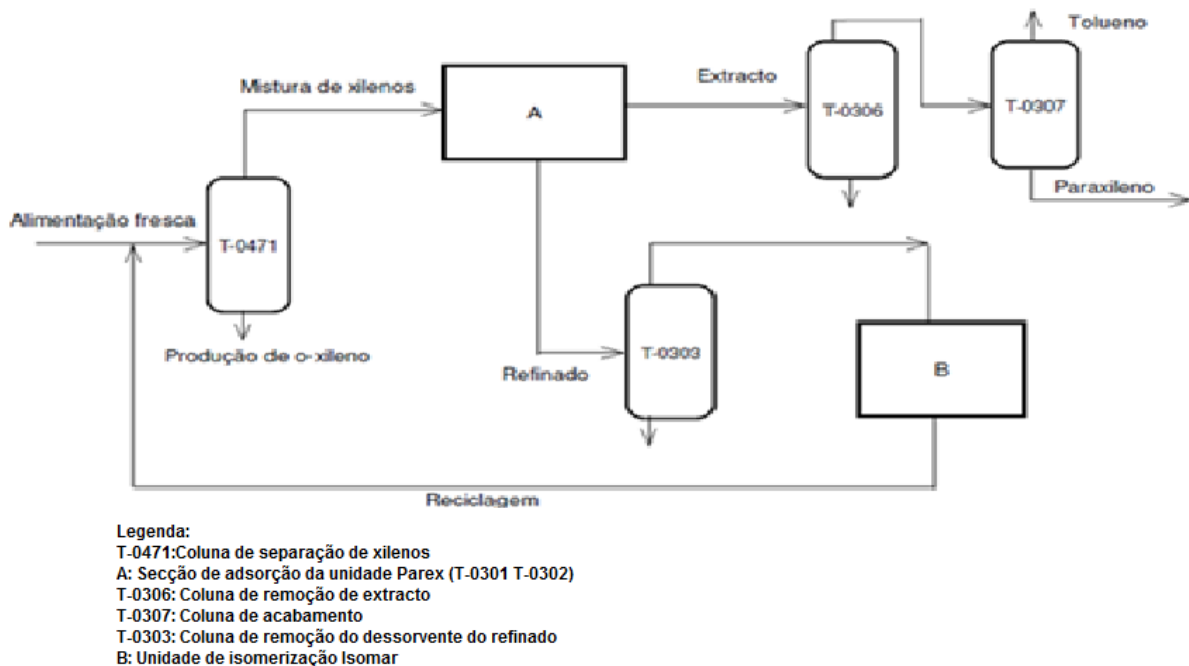 Tolueno
Mistura de xilenos
Extracto
A
T-0306
T-0307
Paraxileno
Alimentação fresca
T-0471
Produção de o-xileno
Refinado
T-0303
B
Reciclagem
Legenda:
T-0471:Coluna de separação de xilenos
A: Secção de adsorção da unidade Parex (T-0301 T-0302)
T-0306: Coluna de remoção de extracto
T-0307: Coluna de acabamento
T-0303: Coluna de remoção do dessorvente do refinado
B: Unidade de isomerização Isomar